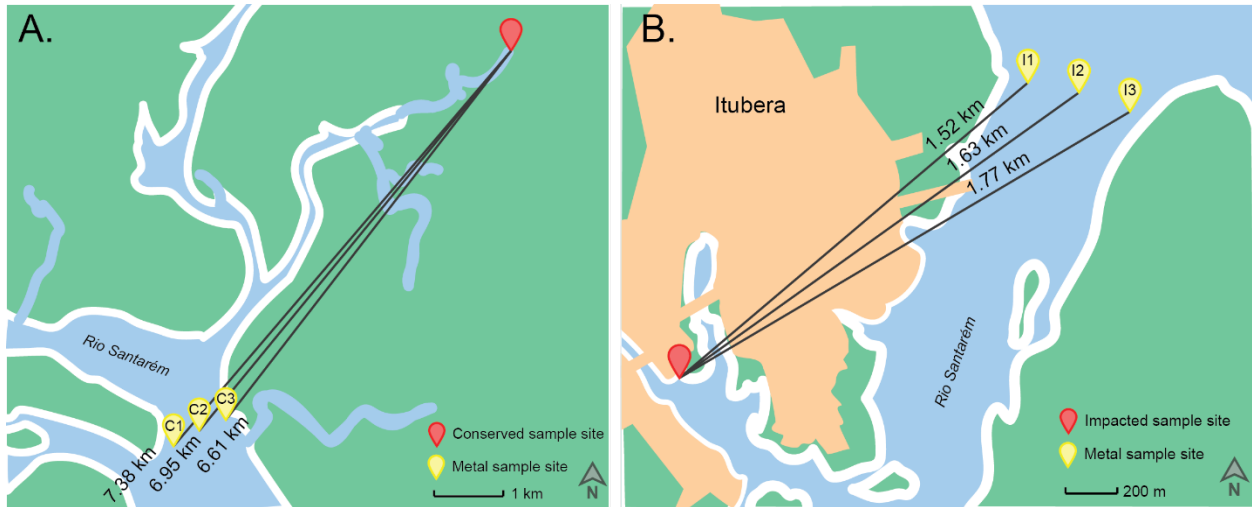 A.
Rio Santarém
C1
C2
C3
7.38 km
6.95 km
6.61 km
Conserved sample site
Metal sample site
1 km
N
B.
Itubera
I1
I2
I3
1.52 km
1.63 km
1.77 km
Rio Santarém
Impacted sample site
Metal sample site
200 m
N